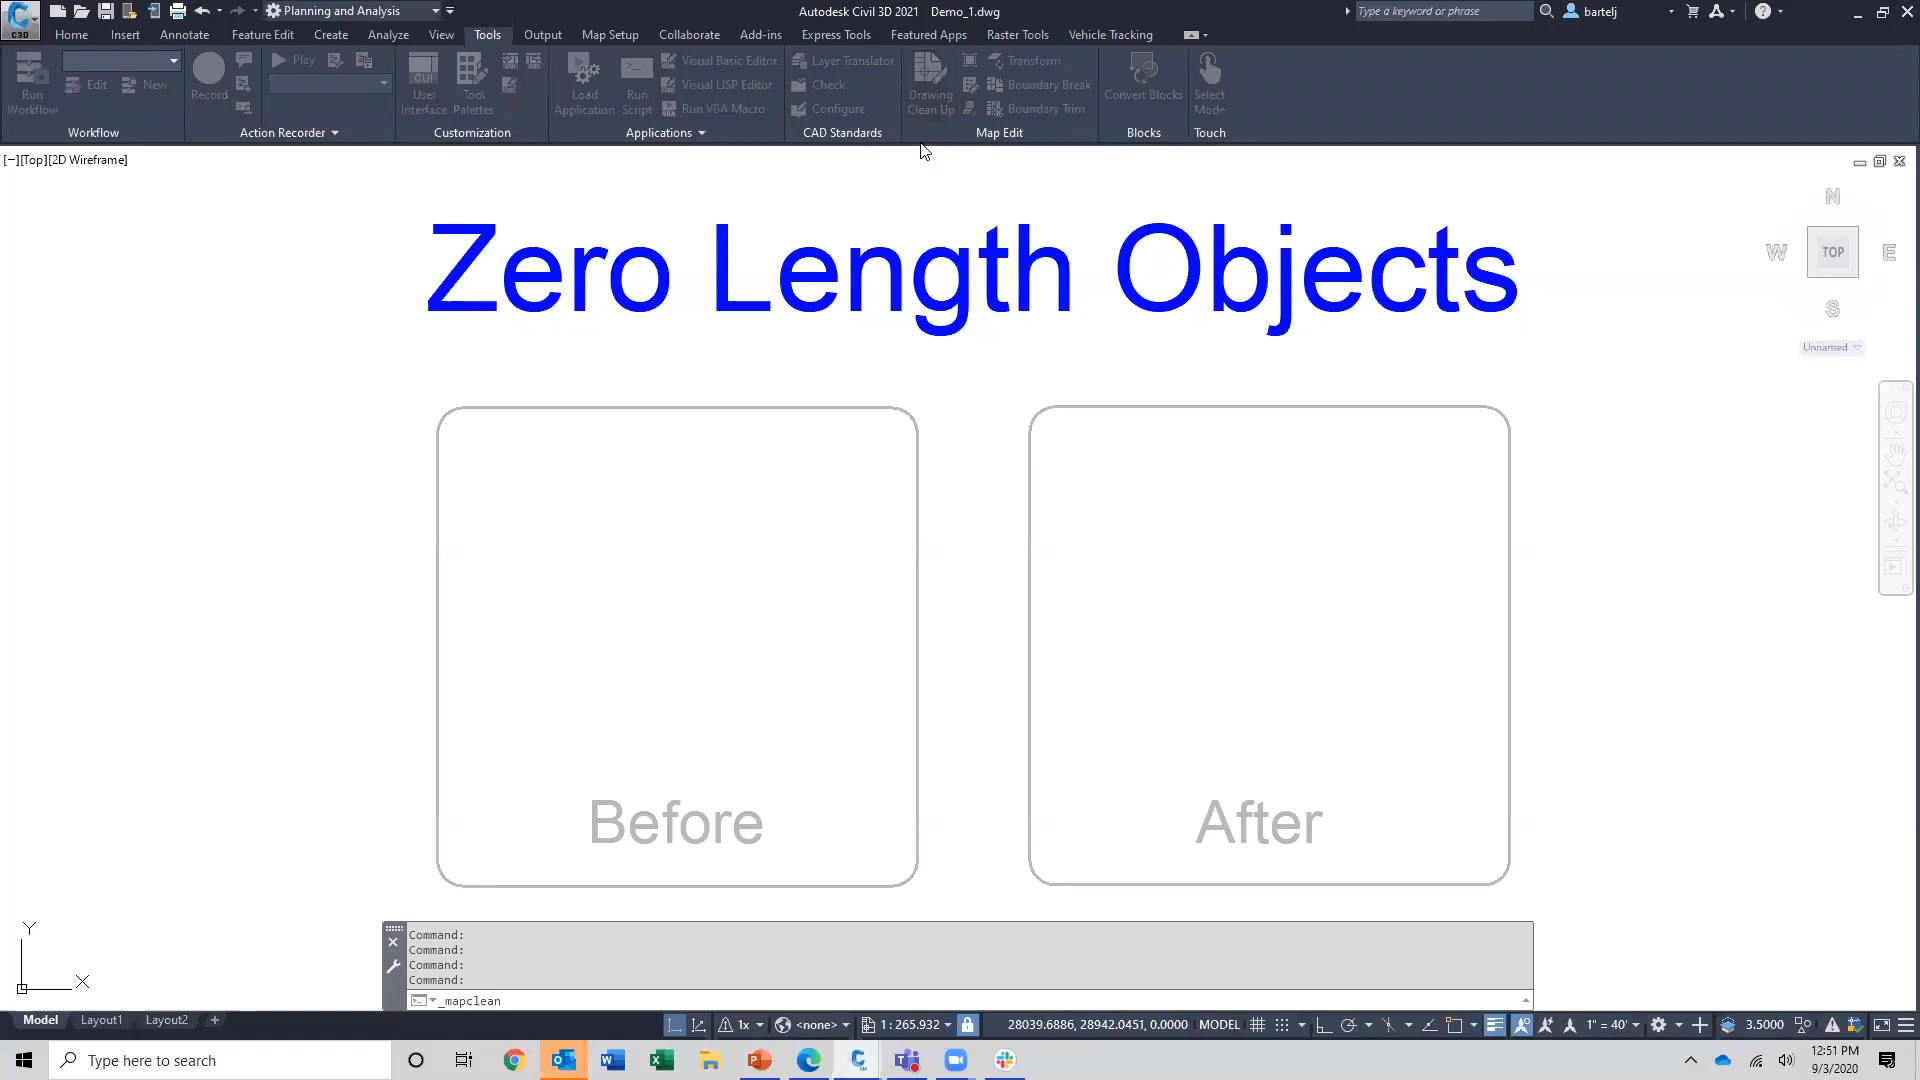 C3D
Planning and Analysis
Autodesk Civil 3D 2021 Demo_1.dwg
Type a keyword or phrase
bartelj
Home Insert Annotate Feature Edit Create Analyze View Tools Output Map Setup Collaborate Add-ins Express Tools Featured Apps Raster Tools Vehicle Tracking
Run Workflow
Edit
New
Record
Play
CUI
User Interface
Tool Palettes
Load Application
Run Script
Visual Basic Editor
Visual LISP Editor
Run VBA Macro
Layer Translator
Check
Configure
Drawing Clean Up
Transform
Boundary Break
Boundary Trim
Convert Blocks
Select Mode
Workflow Action Recorder Customization Applications CAD Standards Map Edit Blocks Touch
[−][Top][2D Wireframe]
Zero Length Objects
N
W TOP E
S
Unnamed
Before
After
Y
X
Command:
Command:
Command:
Command:
_mapclean
Model Layout1 Layout2 +
1x <none> 1 : 265.932 28039.6886, 28942.0451, 0.0000 MODEL 1" = 40' 3.5000
Type here to search
12:51 PM
9/3/2020